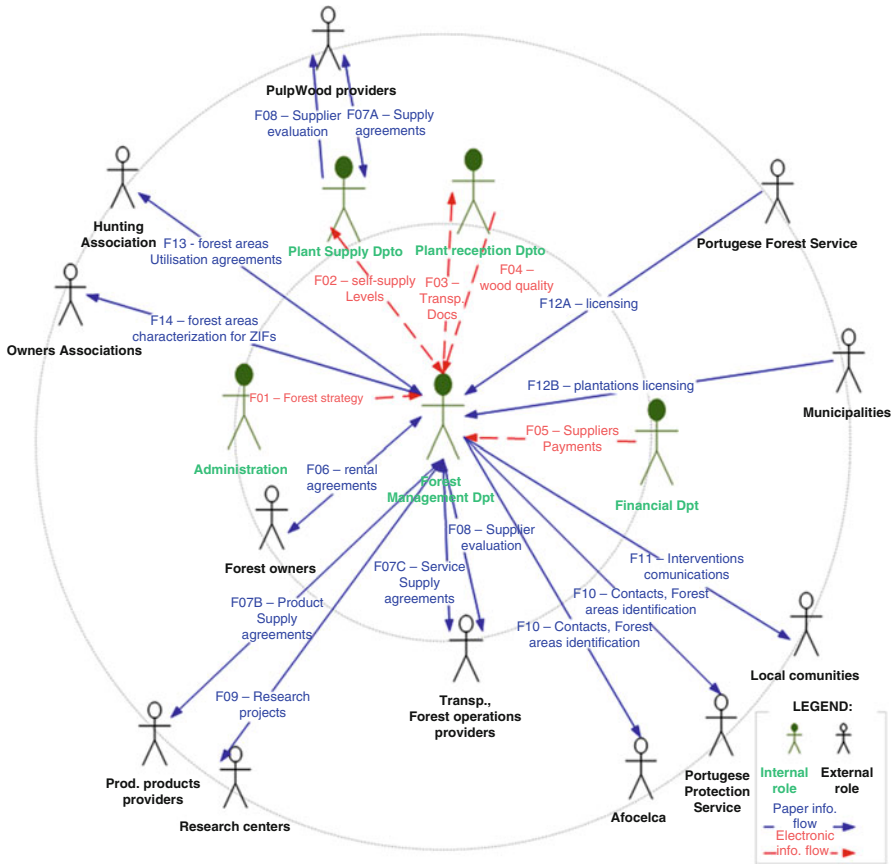 PulpWood providers
F08 – Supplier
evaluation
F07A – Supply
agreements
Hunting
Association
F13 - forest areas
Utilisation agreements
Plant Supply Dpto
Plant reception Dpto
Portugese Forest Service
F02 – self-supply
Levels
F03 –
Transp.
Docs
F04 –
wood quality
F12A – licensing
Owners Associations
F14 – forest areas
characterization for ZIFs
F01 – Forest strategy
F12B – plantations licensing
Municipalities
Administration
F05 – Suppliers
Payments
Financial Dpt
F06 – rental
agreements
Forest
Management Dpt
Forest owners
F08 – Supplier
evaluation
F07C – Service
Supply
agreements
F11 – Interventions
comunications
F10 – Contacts, Forest
areas identification
F10 – Contacts, Forest
areas identification
F07B – Product
Supply
agreements
F09 – Research
projects
Transp.,
Forest operations
providers
Local comunities
Prod. products
providers
Research centers
Afocelca
Portugese
Protection
Service
LEGEND:
Internal
role
External
role
Paper info.
flow
Electronic
info. flow